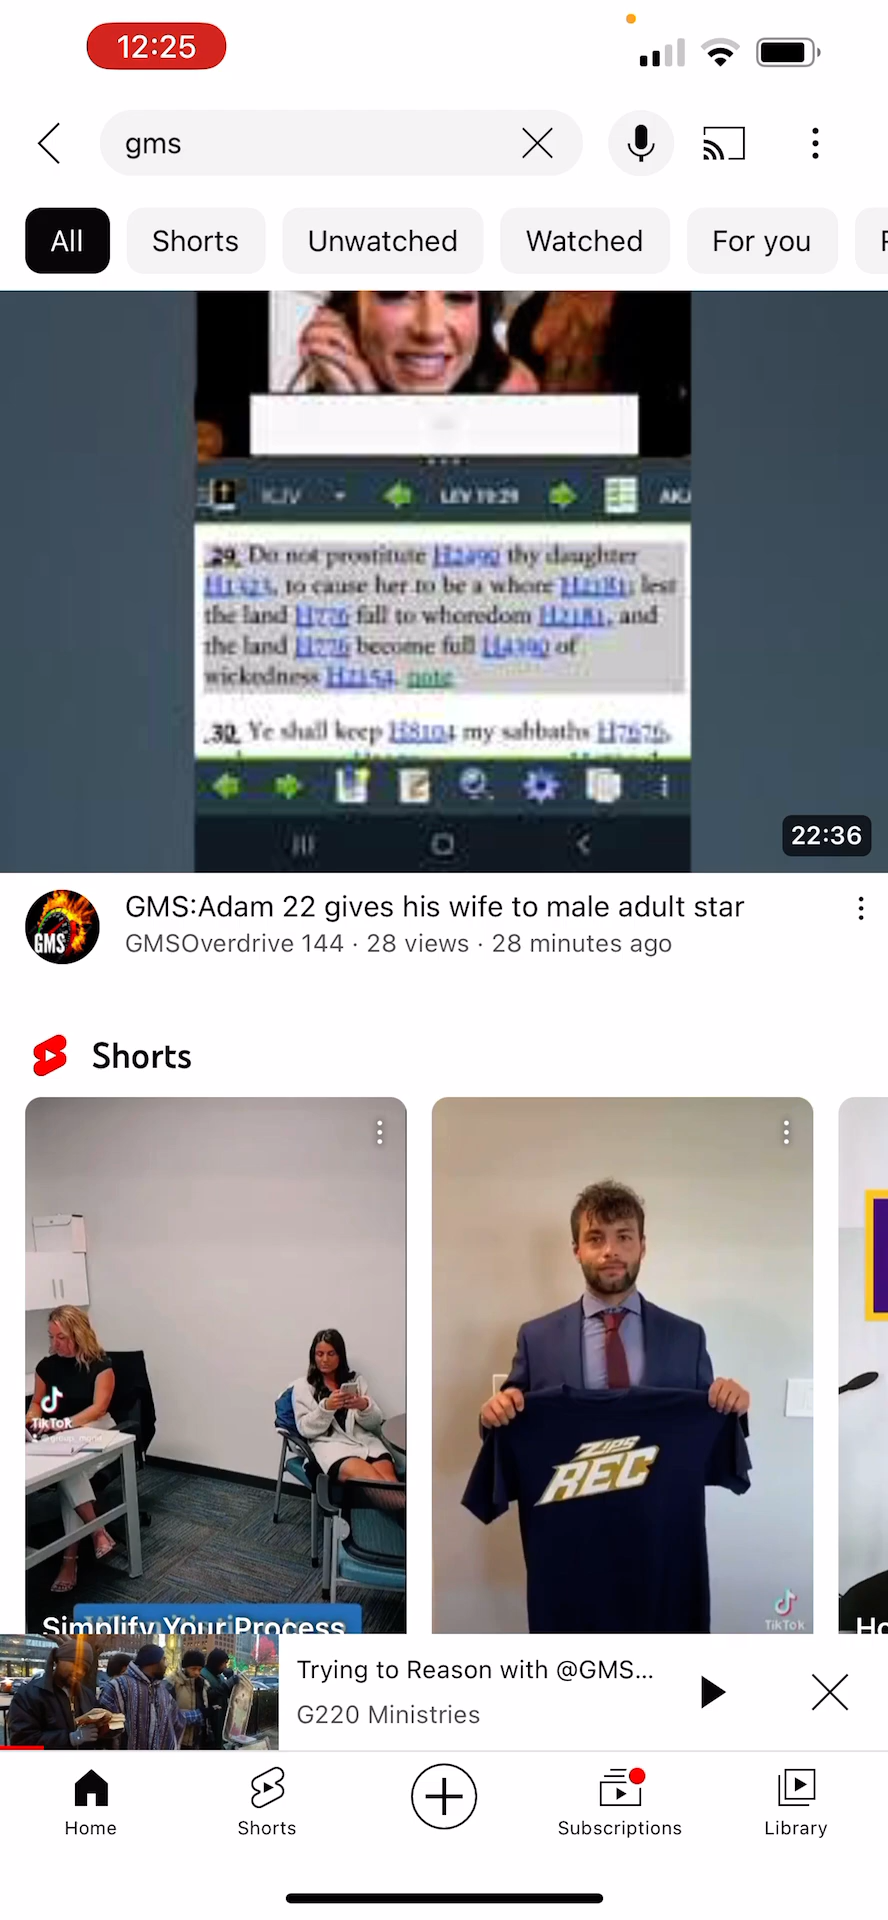 12:25
gms
All
Shorts
Unwatched
Watched
For you
KJV
LEV 19:29
29. Do not prostitute H2490 thy daughter
H1323, to cause her to be a whore H2181; lest
the land H776 fall to whoredom H2181, and
the land H776 become full H4390 of
wickedness H2154. note
30. Ye shall keep H8104 my sabbaths H7676,
22:36
GMS
GMS:Adam 22 gives his wife to male adult star
GMSOverdrive 144 · 28 views · 28 minutes ago
Shorts
TikTok
ZIPS
REC
TikTok
Simplify Your Process
Trying to Reason with @GMS...
G220 Ministries
Home
Shorts
Subscriptions
Library